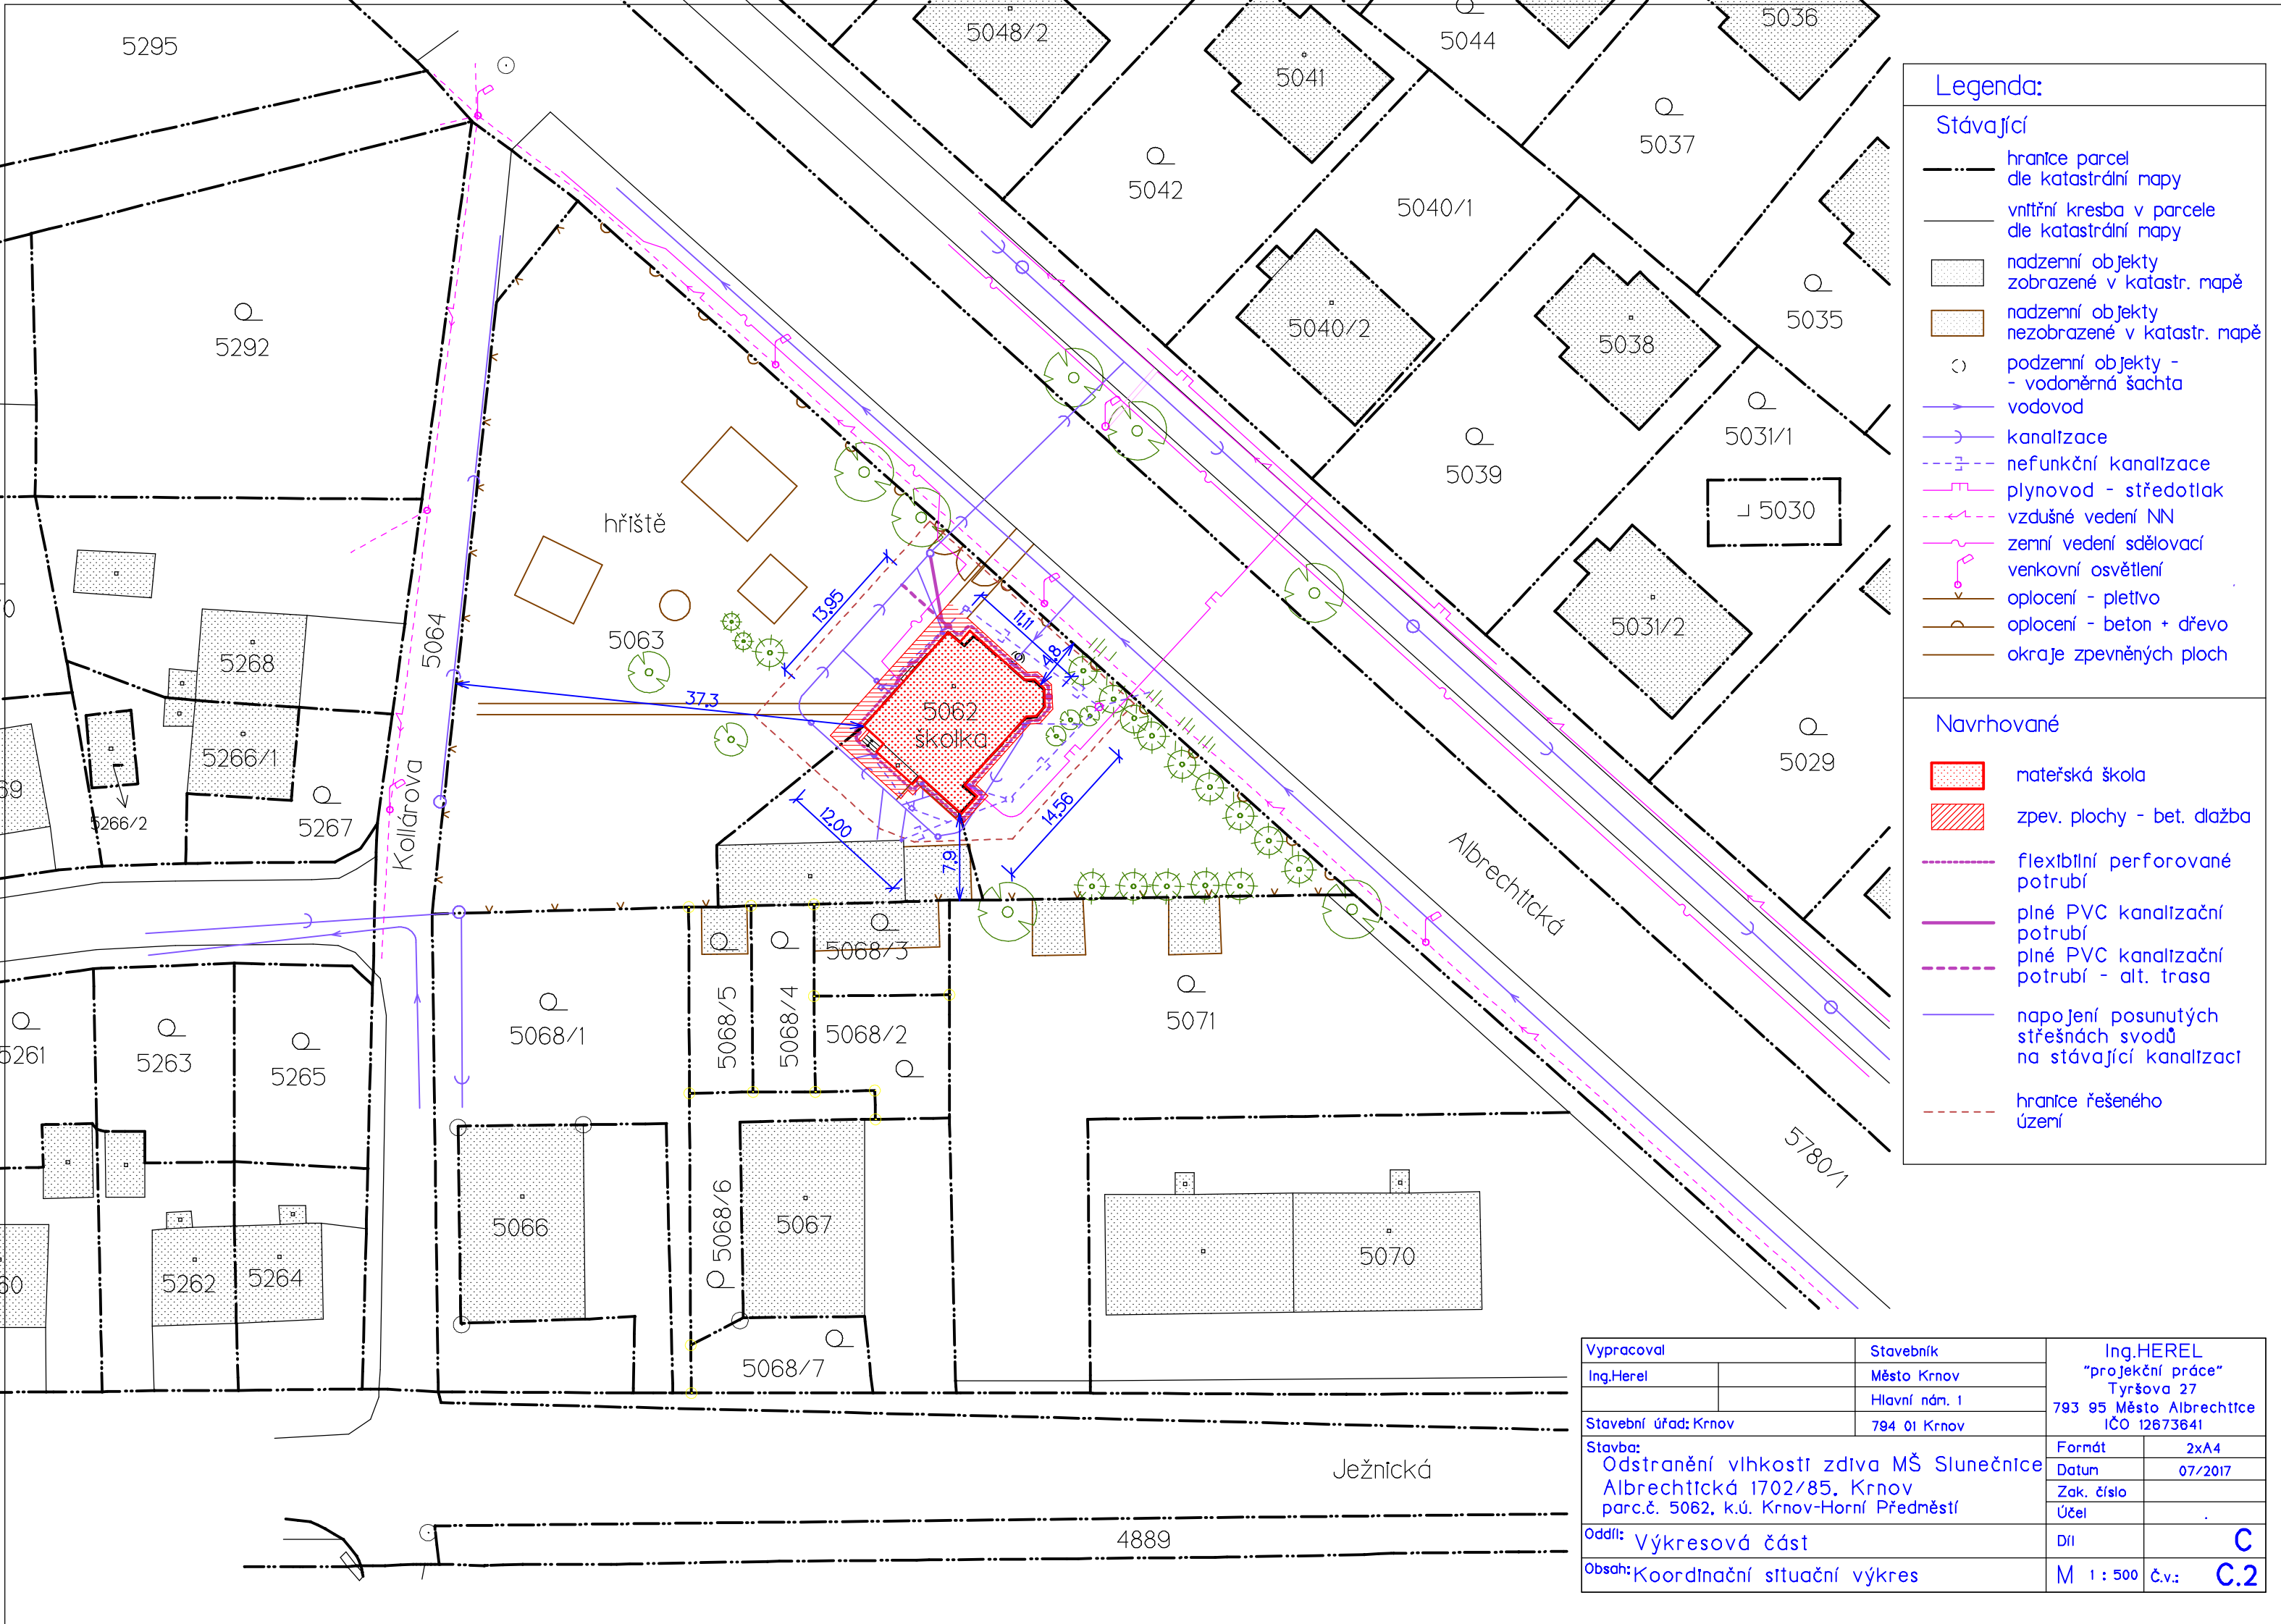 5295
5048/2
5044
5036
5041
5037
5042
5040/1
5292
5040/2
5038
5035
5031/1
5039
5030
hřiště
5063
5064
5268
5266/1
5266/2
5267
Kollárova
13,95
11,11
4,8
37,3
5062
školka
12,00
14,56
7,9
5031/2
5029
Albrechtická
5780/1
5068/3
5068/5
5068/4
5068/2
5068/1
5071
5261
5263
5265
5066
5068/6
5067
5070
5262
5264
60
69
0
5068/7
Ježnická
4889
Legenda:
Stávající
hranice parcel
dle katastrální mapy
vnitřní kresba v parcele
dle katastrální mapy
nadzemní objekty
zobrazené v katastr. mapě
nadzemní objekty
nezobrazené v katastr. mapě
podzemní objekty -
- vodoměrná šachta
vodovod
kanalizace
nefunkční kanalizace
plynovod - středotlak
vzdušné vedení NN
zemní vedení sdělovací
venkovní osvětlení
oplocení - pletivo
oplocení - beton + dřevo
okraje zpevněných ploch
Navrhované
mateřská škola
zpev. plochy - bet. dlažba
flexibilní perforované
potrubí
plné PVC kanalizační
potrubí
plné PVC kanalizační
potrubí - alt. trasa
napojení posunutých
střešnách svodů
na stávající kanalizaci
hranice řešeného
území
Vypracoval
Stavebník
Ing.Herel
Město Krnov
Hlavní nám. 1
Stavební úřad: Krnov
794 01 Krnov
Ing.HEREL
"projekční práce"
Tyršova 27
793 95 Město Albrechtice
IČO 12673641
Stavba:
Odstranění vlhkosti zdiva MŠ Slunečnice
Albrechtická 1702/85, Krnov
parc.č. 5062, k.ú. Krnov-Horní Předměstí
Formát 2xA4
Datum 07/2017
Zak. číslo
Účel .
Oddíl: Výkresová část
Díl C
Obsah: Koordinační situační výkres
M 1 : 500 Č.v.: C.2